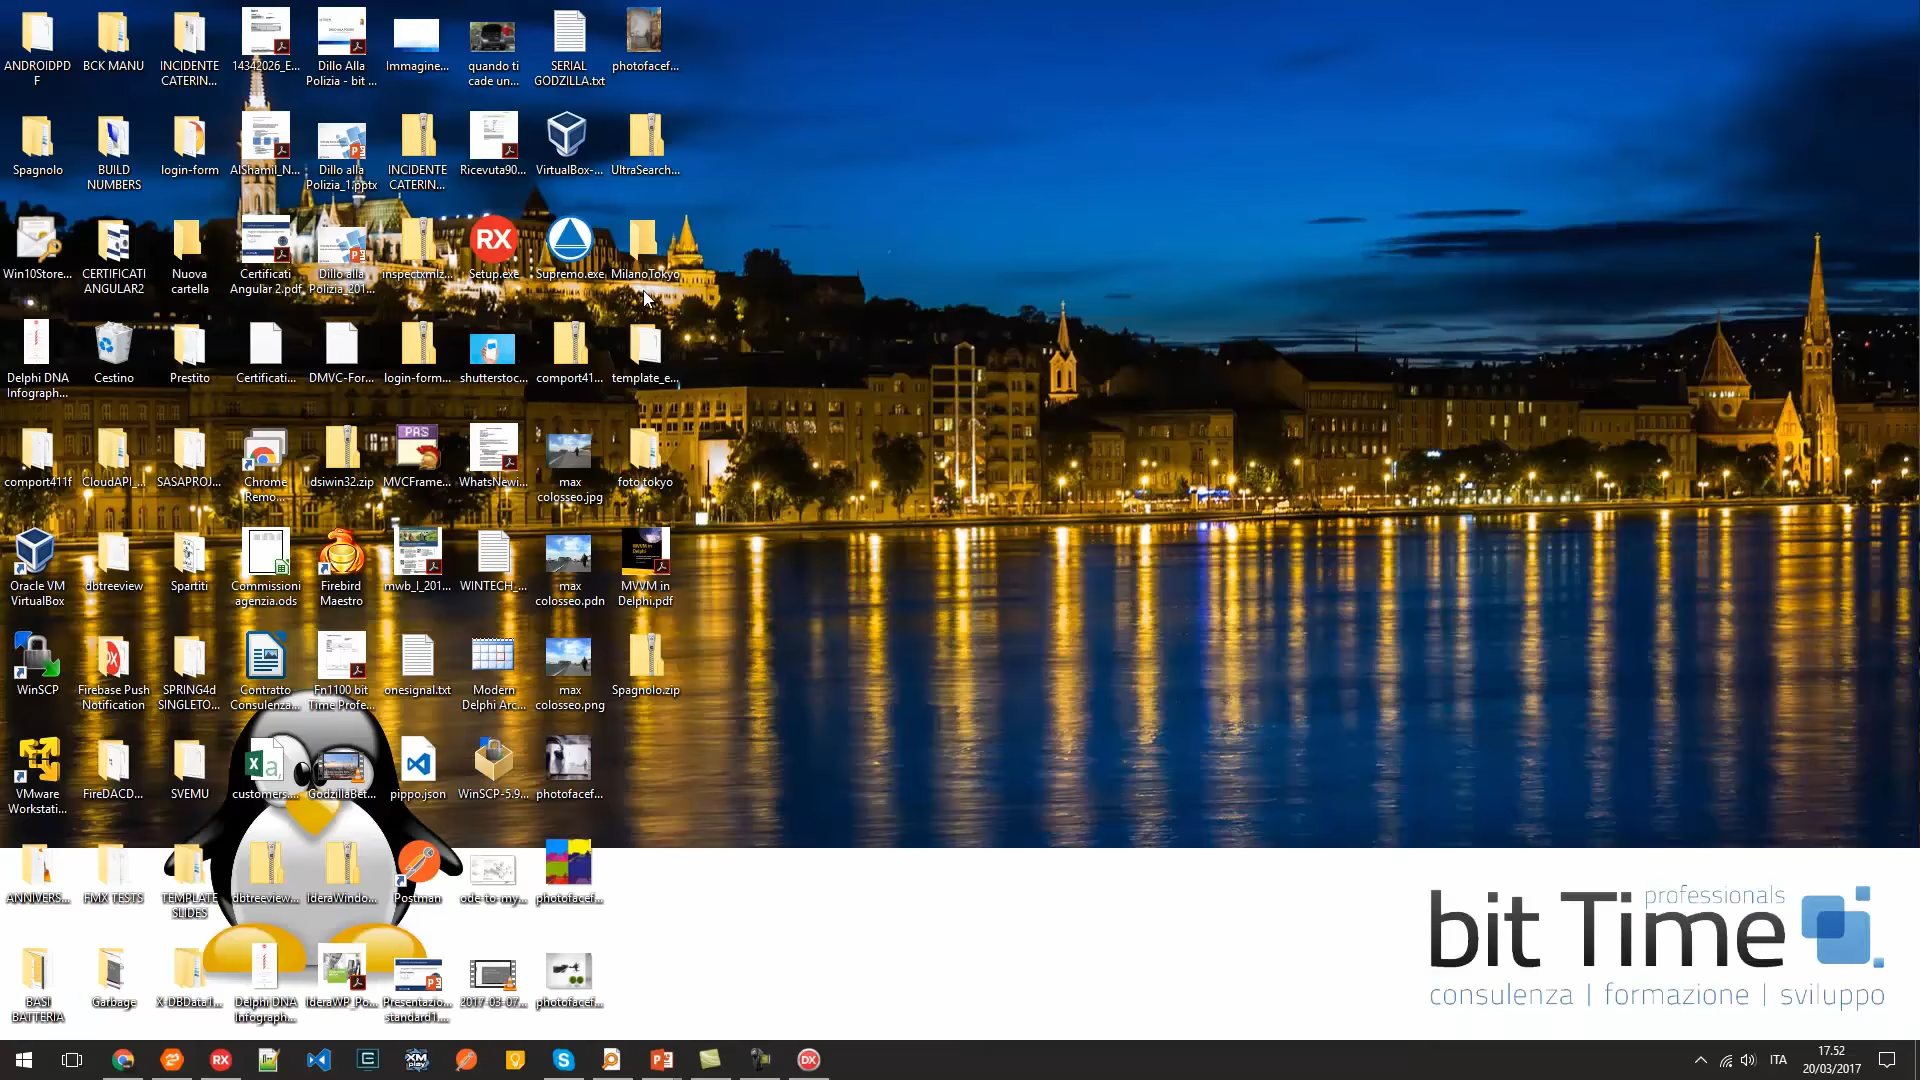 ANDROIDPD
F
BCK MANU
INCIDENTE
CATERIN...
14342026_E...
Dillo Alla
Polizia - bit ...
Immagine...
quando ti
cade un...
SERIAL
GODZILLA.txt
photofacef...
Spagnolo
BUILD
NUMBERS
login-form
AlShamil_N...
Dillo alla
Polizia_1.pptx
INCIDENTE
CATERIN...
Ricevuta90...
VirtualBox-...
UltraSearch...
Win10Store...
CERTIFICATI
ANGULAR2
Nuova
cartella
Certificati
Angular 2.pdf
Dillo alla
Polizia_201...
inspectxmlz...
RX
Setup.exe
Supremo.exe
MilanoTokyo
Delphi DNA
Infograph...
Cestino
Prestito
Certificati...
DMVC-For...
login-form...
shutterstoc...
comport41...
template_e...
comport411f
CloudAPI_...
SASAPROJ...
Chrome
Remo...
dsiwin32.zip
PAS
MVCFrame...
WhatsNewi...
max
colosseo.jpg
foto tokyo
Oracle VM
VirtualBox
dbtreeview
Spartiti
Commissioni
agenzia.ods
Firebird
Maestro
mwb_I_201...
WINTECH_...
max
colosseo.pdn
MVVM in
Delphi.pdf
WinSCP
Firebase Push
Notification
SPRING4d
SINGLETO...
Contratto
Consulenza...
Fn1100 bit
Time Profe...
onesignal.txt
Modern
Delphi Arc...
max
colosseo.png
Spagnolo.zip
VMware
Workstati...
FireDACD...
SVEMU
customers....
GodzillaBet...
pippo.json
WinSCP-5.9...
photofacef...
ANNIVERS...
FMX TESTS
TEMPLATE
SLIDES
dbtreeview...
IderaWindo...
Postman
ode-to-my...
photofacef...
BASI
BATTERIA
Garbage
X-DBData1...
Delphi DNA
Infograph...
IderaWP_Po...
Presentazio...
standard1....
2017-03-07...
photofacef...
professionals
bit Time
consulenza | formazione | sviluppo
RX
XM
play
DX
ITA
17.52
20/03/2017